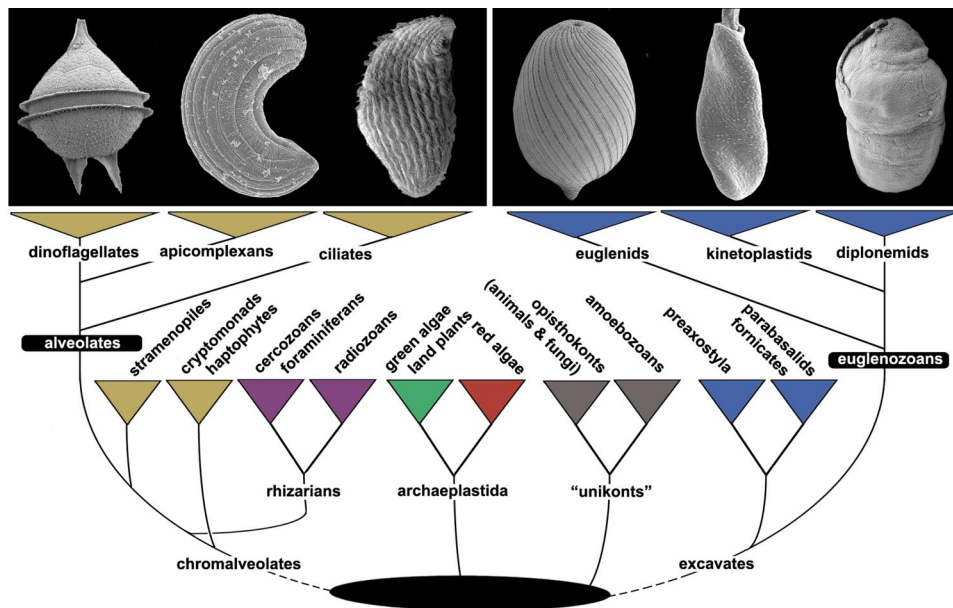 dinoflagellates
apicomplexans
ciliates
euglenids
kinetoplastids
diplonemids
alveolates
stramenopiles
cryptomonads
haptophytes
cercozoans
foraminiferans
radiozoans
green algae
land plants
red algae
opisthokonts
(animals & fungi)
amoebozoans
preaxostyla
parabasalids
fornicates
euglenozoans
rhizarians
archaeplastida
“unikonts”
chromalveolates
excavates